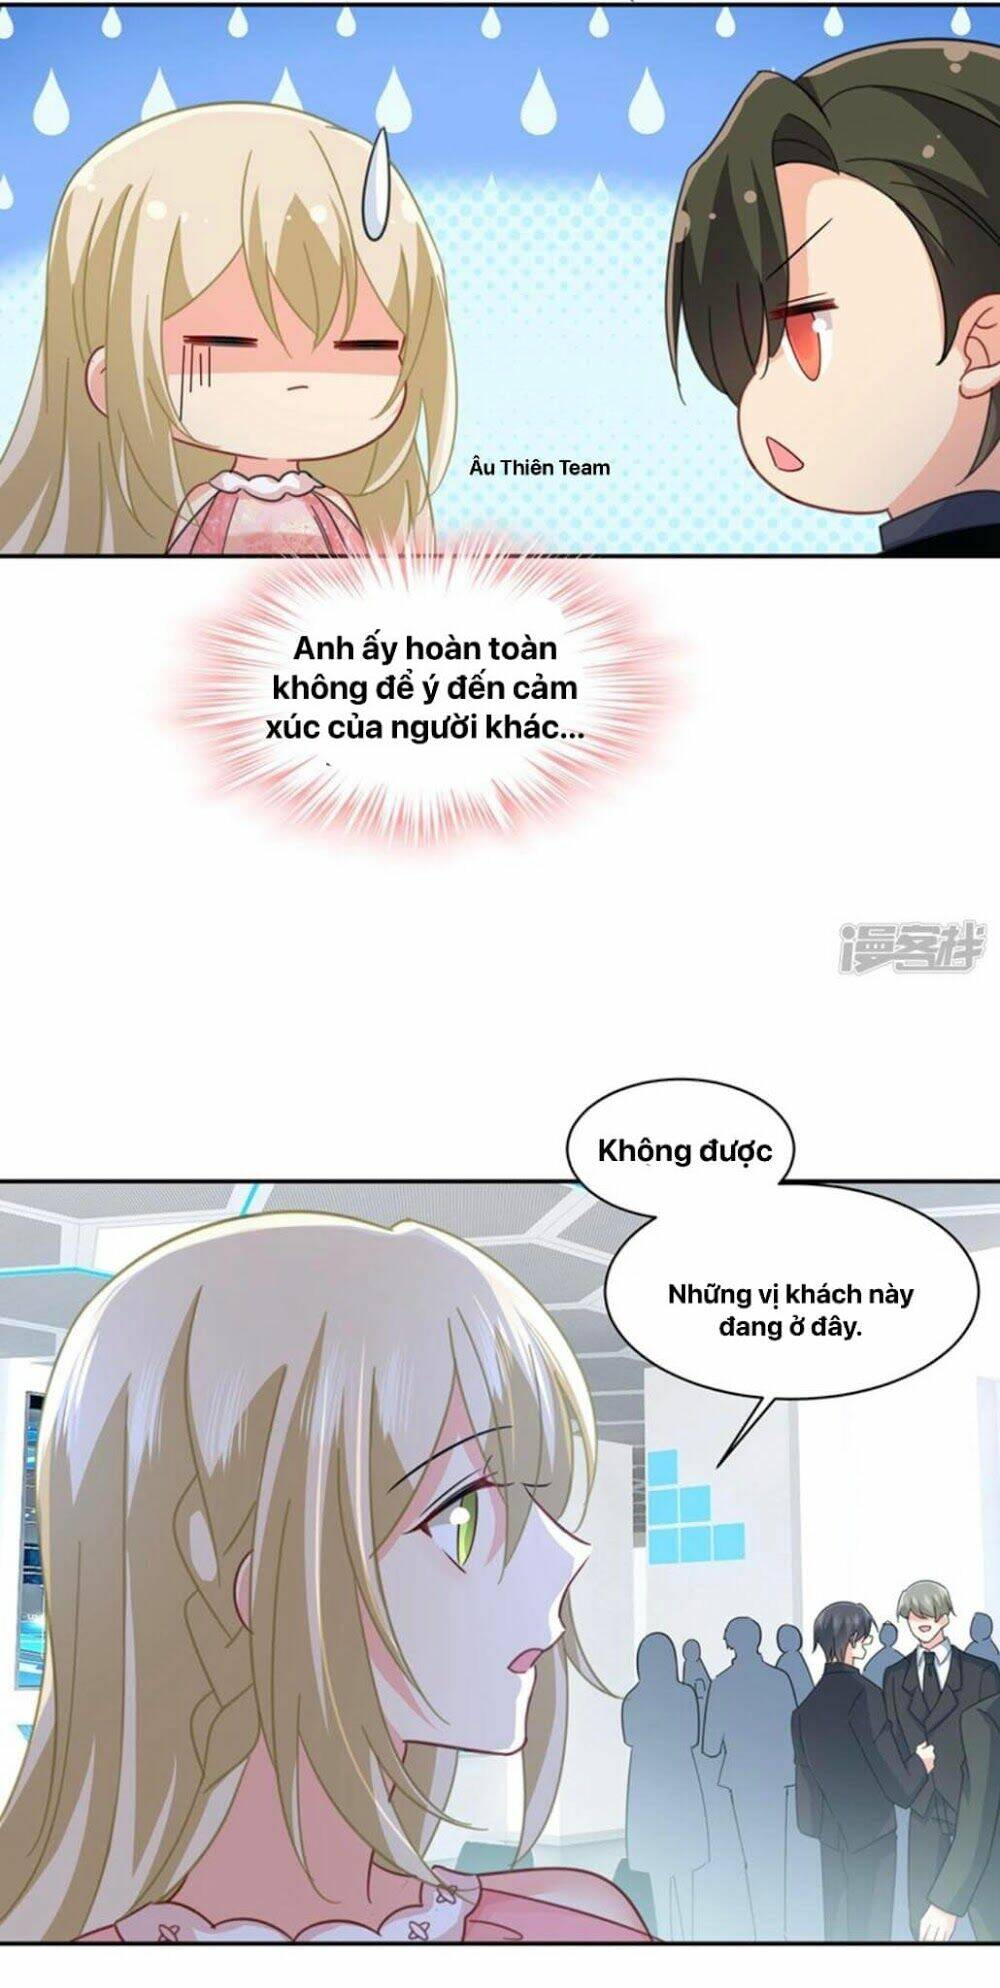 Âu Thiên Team
Anh ấy hoàn toàn
không để ý đến cảm
xúc của người khác...
漫客栈
Không được
Những vị khách này
đang ở đây.